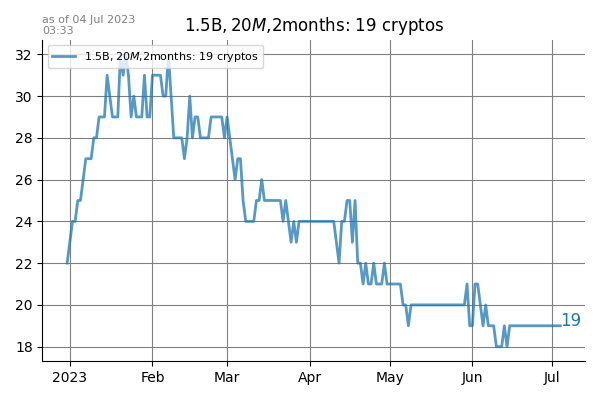 as of 04 Jul 2023
03:33
1.5B, 20M,2months: 19 cryptos
1.5B, 20M,2months: 19 cryptos
32
30
28
26
24
22
20
18
19
2023 Feb Mar Apr May Jun Jul